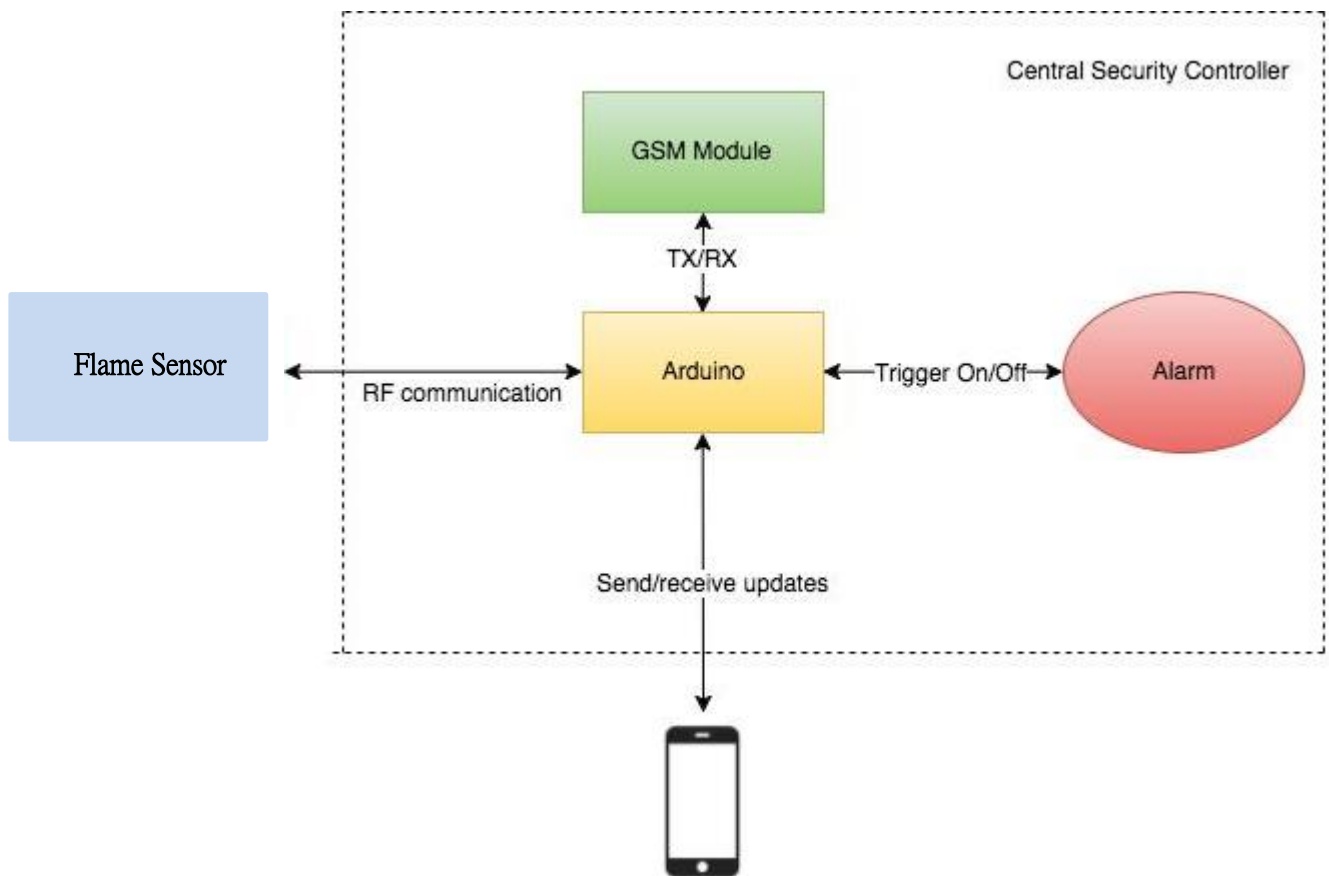 Central Security Controller
GSM Module
TX/RX
Flame Sensor
RF communication
Arduino
Trigger On/Off
Alarm
Send/receive updates